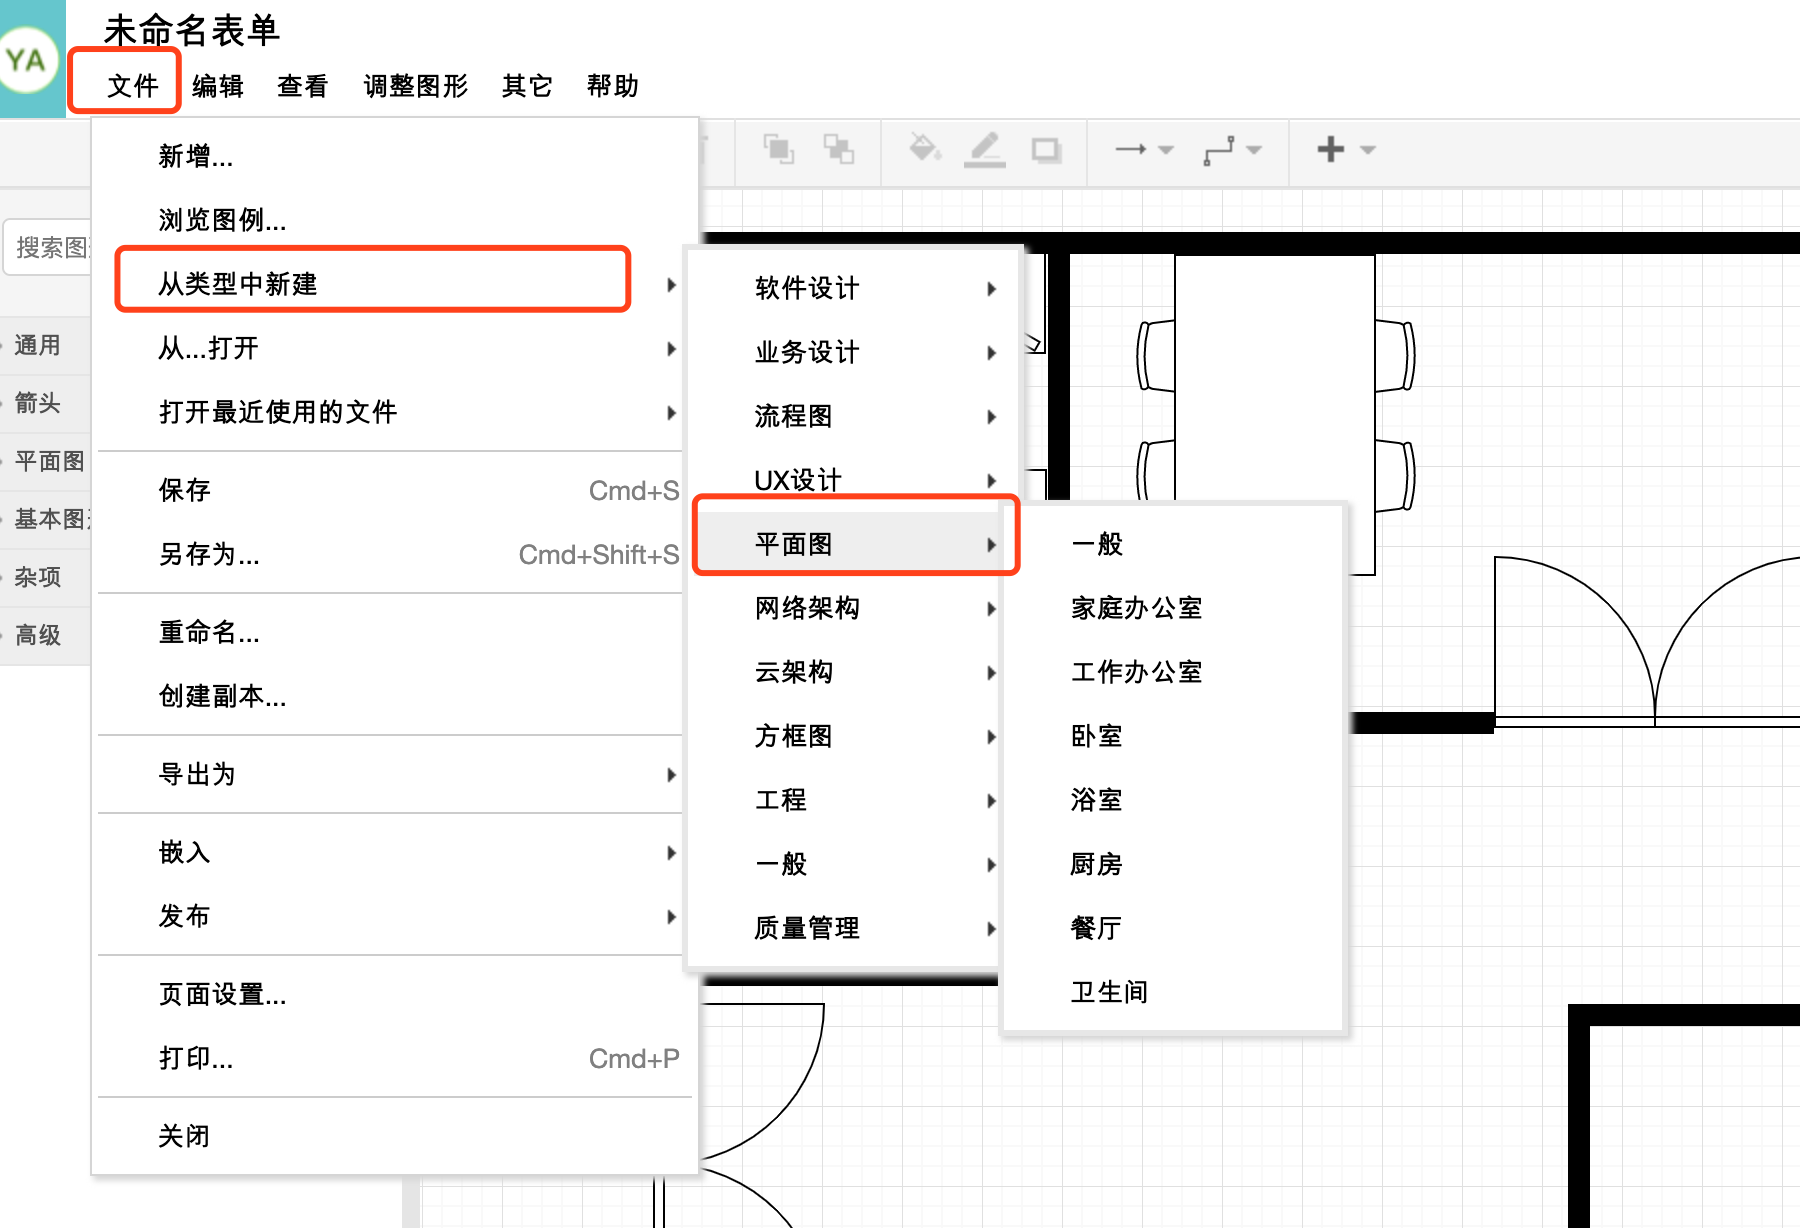 YA
未命名表单
文件 编辑 查看 调整图形 其它 帮助
新增...
浏览图例...
从类型中新建
从...打开
打开最近使用的文件
保存 Cmd+S
另存为... Cmd+Shift+S
重命名...
创建副本...
导出为
嵌入
发布
页面设置...
打印... Cmd+P
关闭
搜索图
通用
箭头
平面图
基本图
杂项
高级
软件设计
业务设计
流程图
UX设计
平面图
网络架构
云架构
方框图
工程
一般
质量管理
一般
家庭办公室
工作办公室
卧室
浴室
厨房
餐厅
卫生间